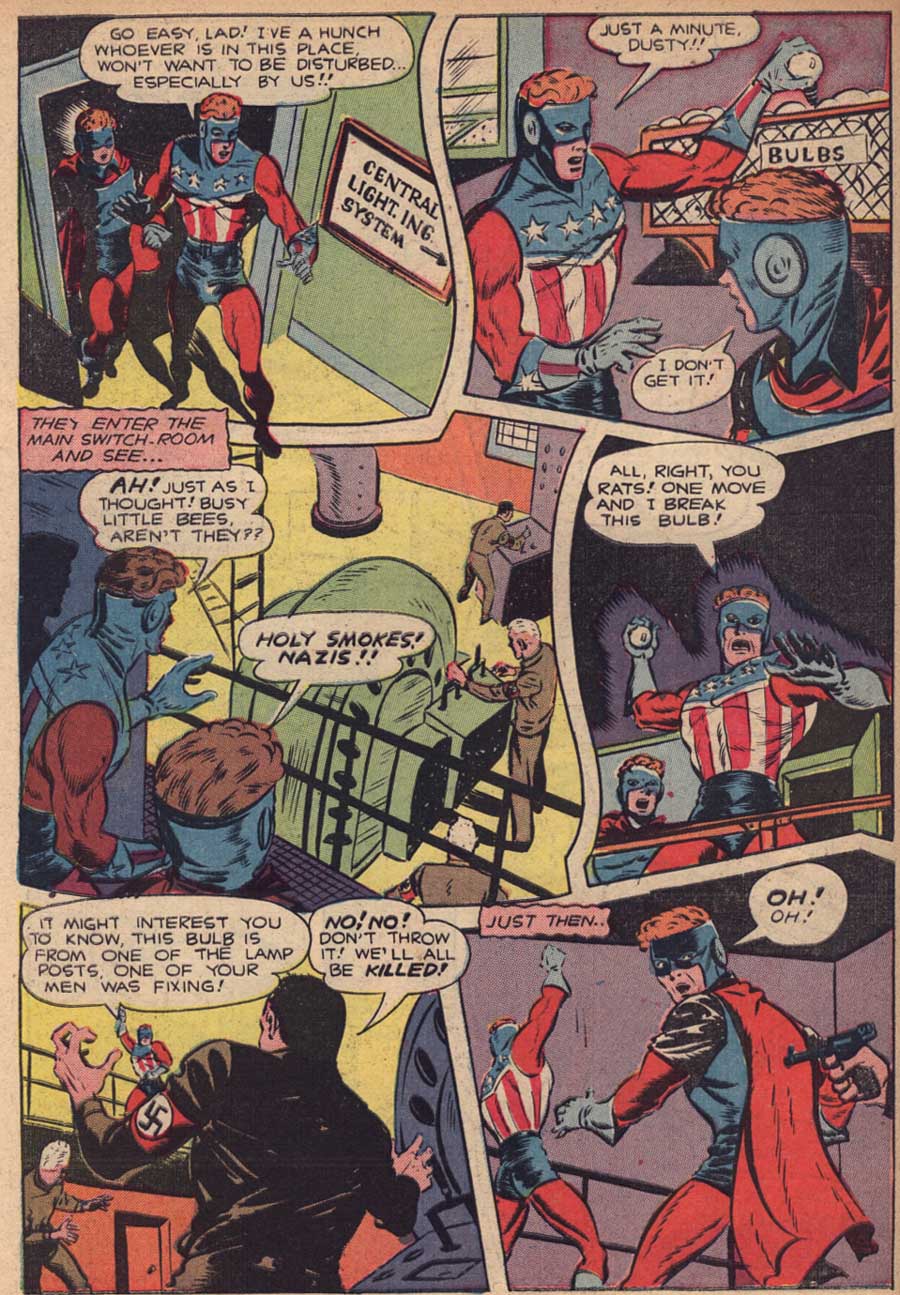 GO EASY, LAD! I'VE A HUNCH
WHOEVER IS IN THIS PLACE,
WON'T WANT TO BE DISTURBED...
ESPECIALLY BY US!!
CENTRAL
LIGHT.ING
SYSTEM
JUST A MINUTE,
DUSTY!!
BULBS
I DON'T
GET IT!
THEY ENTER THE
MAIN SWITCH-ROOM
AND SEE...
AH! JUST AS I
THOUGHT! BUSY
LITTLE BEES,
AREN'T THEY??
HOLY SMOKES!
NAZIS!!
ALL, RIGHT, YOU
RATS! ONE MOVE
AND I BREAK
THIS BULB!
IT MIGHT INTEREST YOU
TO KNOW, THIS BULB IS
FROM ONE OF THE LAMP
POSTS, ONE OF YOUR
MEN WAS FIXING!
NO! NO!
DON'T THROW
IT! WE'LL ALL
BE KILLED!
JUST THEN..
OH!
OH!